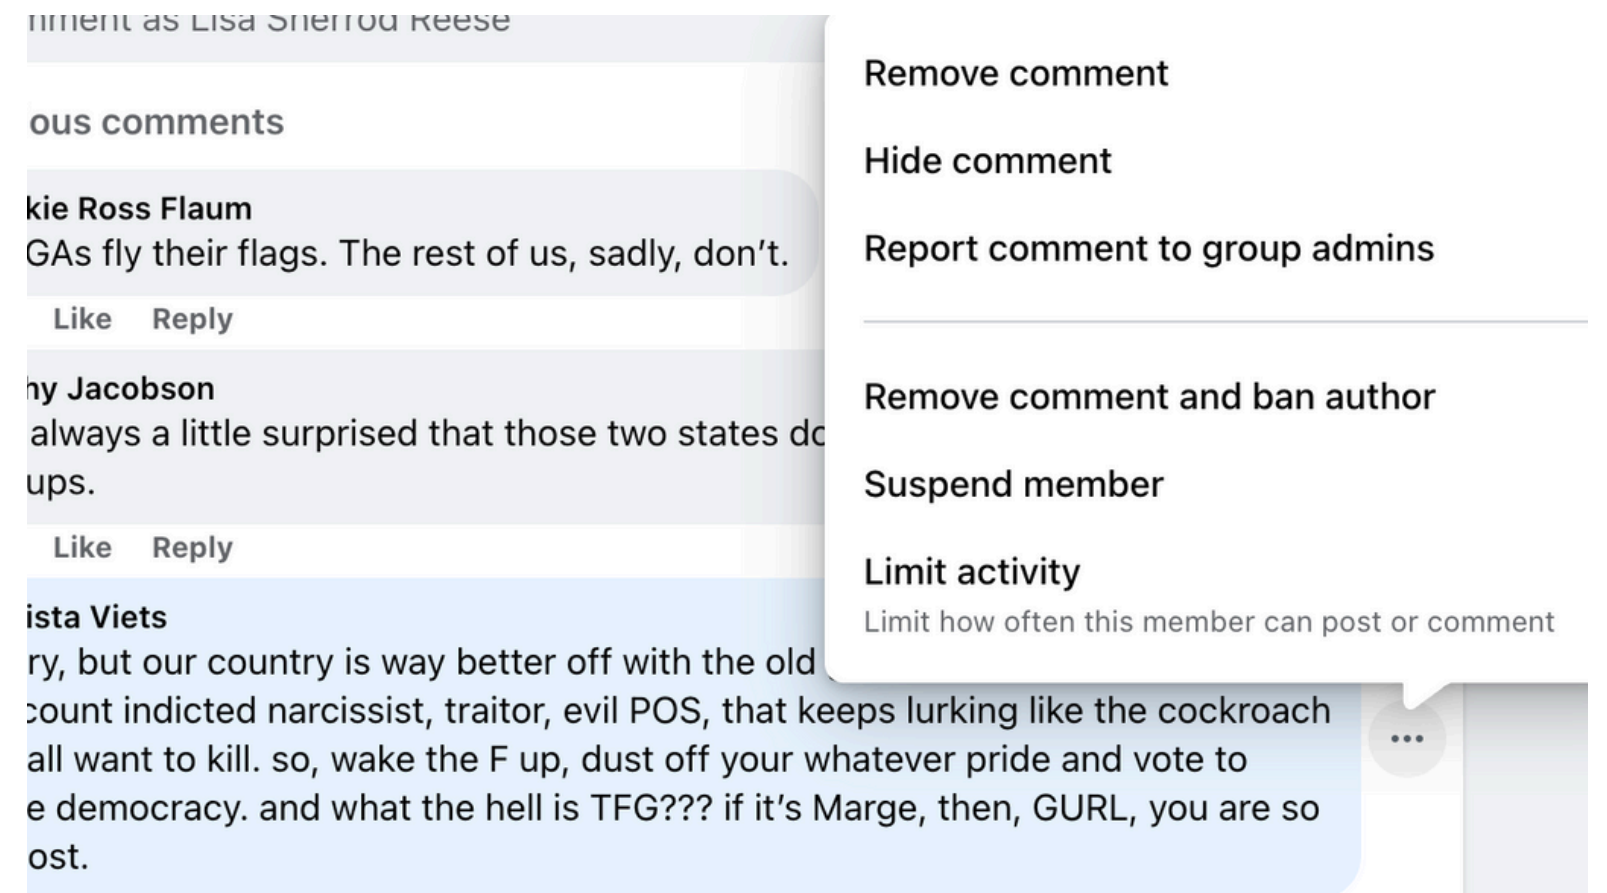 nment as Lisa Sherrod Reese
ous comments
kie Ross Flaum
GAs fly their flags. The rest of us, sadly, don’t.
Like Reply
hy Jacobson
always a little surprised that those two states do
ups.
Like Reply
ista Viets
ry, but our country is way better off with the old
count indicted narcissist, traitor, evil POS, that keeps lurking like the cockroach
all want to kill. so, wake the F up, dust off your whatever pride and vote to
e democracy. and what the hell is TFG??? if it’s Marge, then, GURL, you are so
ost.
Remove comment
Hide comment
Report comment to group admins
Remove comment and ban author
Suspend member
Limit activity
Limit how often this member can post or comment